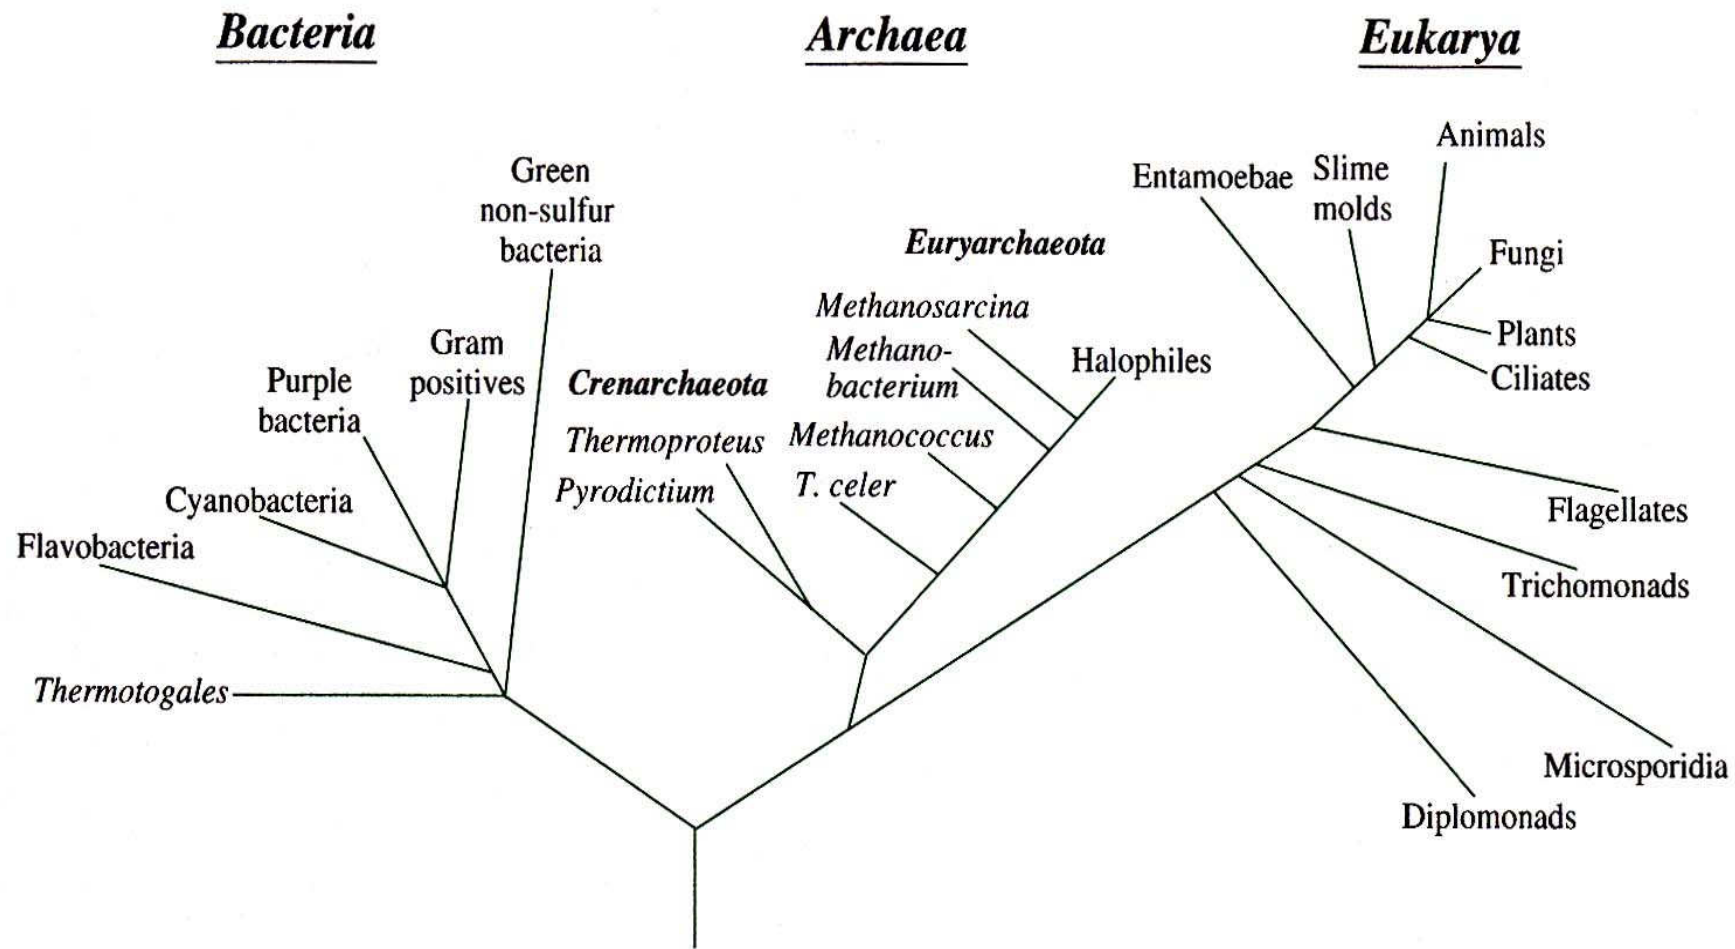 Bacteria
Archaea
Eukarya
Green
non-sulfur
bacteria
Gram
positives
Purple
bacteria
Cyanobacteria
Flavobacteria
Thermotogales
Crenarchaeota
Thermoproteus
Pyrodictium
Euryarchaeota
Methanosarcina
Methano-
bacterium
Methanococcus
T. celer
Halophiles
Entamoebae
Slime
molds
Animals
Fungi
Plants
Ciliates
Flagellates
Trichomonads
Microsporidia
Diplomonads